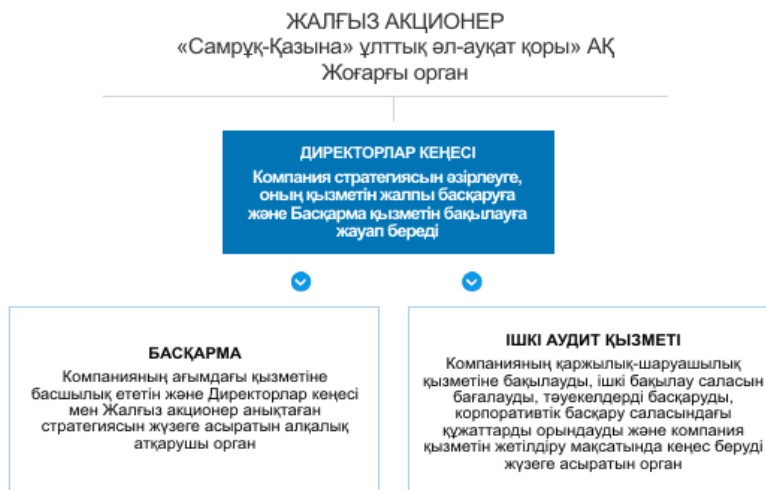 ЖАЛҒЫЗ АКЦИОНЕР
«Самрұқ-Қазына» ұлттық әл-ауқат қоры» АҚ
Жоғарғы орган
ДИРЕКТОРЛАР КЕҢЕСІ
Компания стратегиясын әзірлеуге,
оның қызметін жалпы басқаруға
және Басқарма қызметін бақылауға
жауап береді
БАСҚАРМА
Компанияның ағымдағы қызметіне
басшылық ететін және Директорлар кеңесі
мен Жалғыз акционер анықтаған
стратегиясын жүзеге асыратын алқалық
атқарушы орган
ІШКІ АУДИТ ҚЫЗМЕТІ
Компанияның қаржылық-шаруашылық
қызметіне бақылауды, ішкі бақылау саласын
бағалауды, тәуекелдерді басқаруды,
корпоративтік басқару саласындағы
құжаттарды орындауды және компания
қызметін жетілдіру мақсатында кеңес беруді
жүзеге асыратын орган